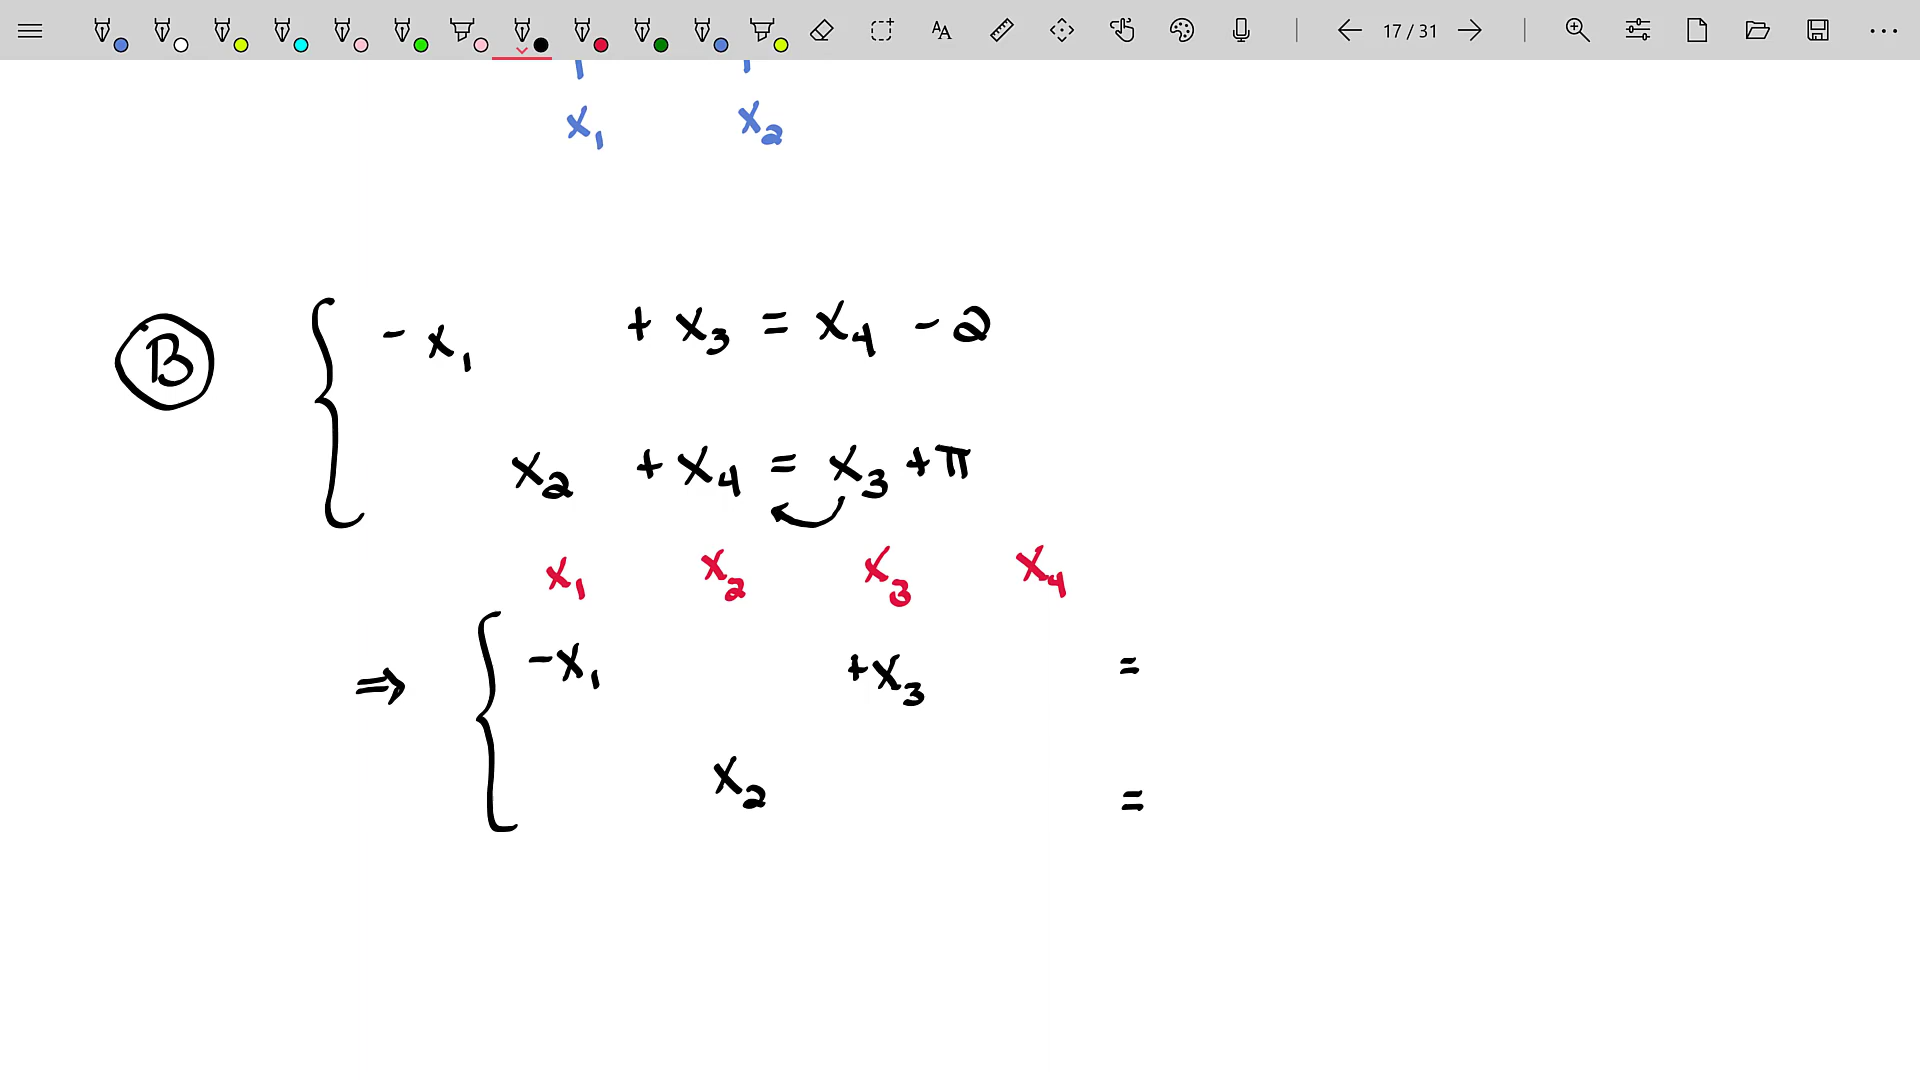 17 / 31
x₁ x₂
B { - x₁ + x₃ = x₄ - 2
x₂ + x₄ = x₃ + π
x₁ x₂ x₃ x₄
⇒ { -x₁ +x₃ =
x₂ =